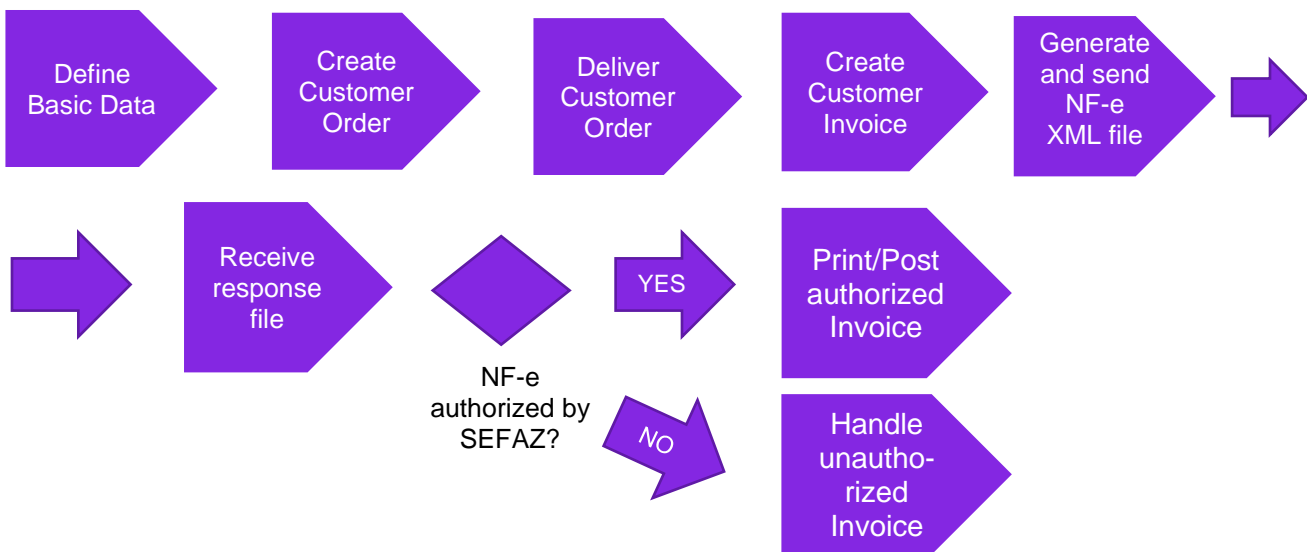 Define
Basic Data
Create
Customer
Order
Deliver
Customer
Order
Create
Customer
Invoice
Generate
and send
NF-e
XML file
Receive
response
file
NF-e
authorized by
SEFAZ?
YES
Print/Post
authorized
Invoice
NO
Handle
unautho-
rized
Invoice